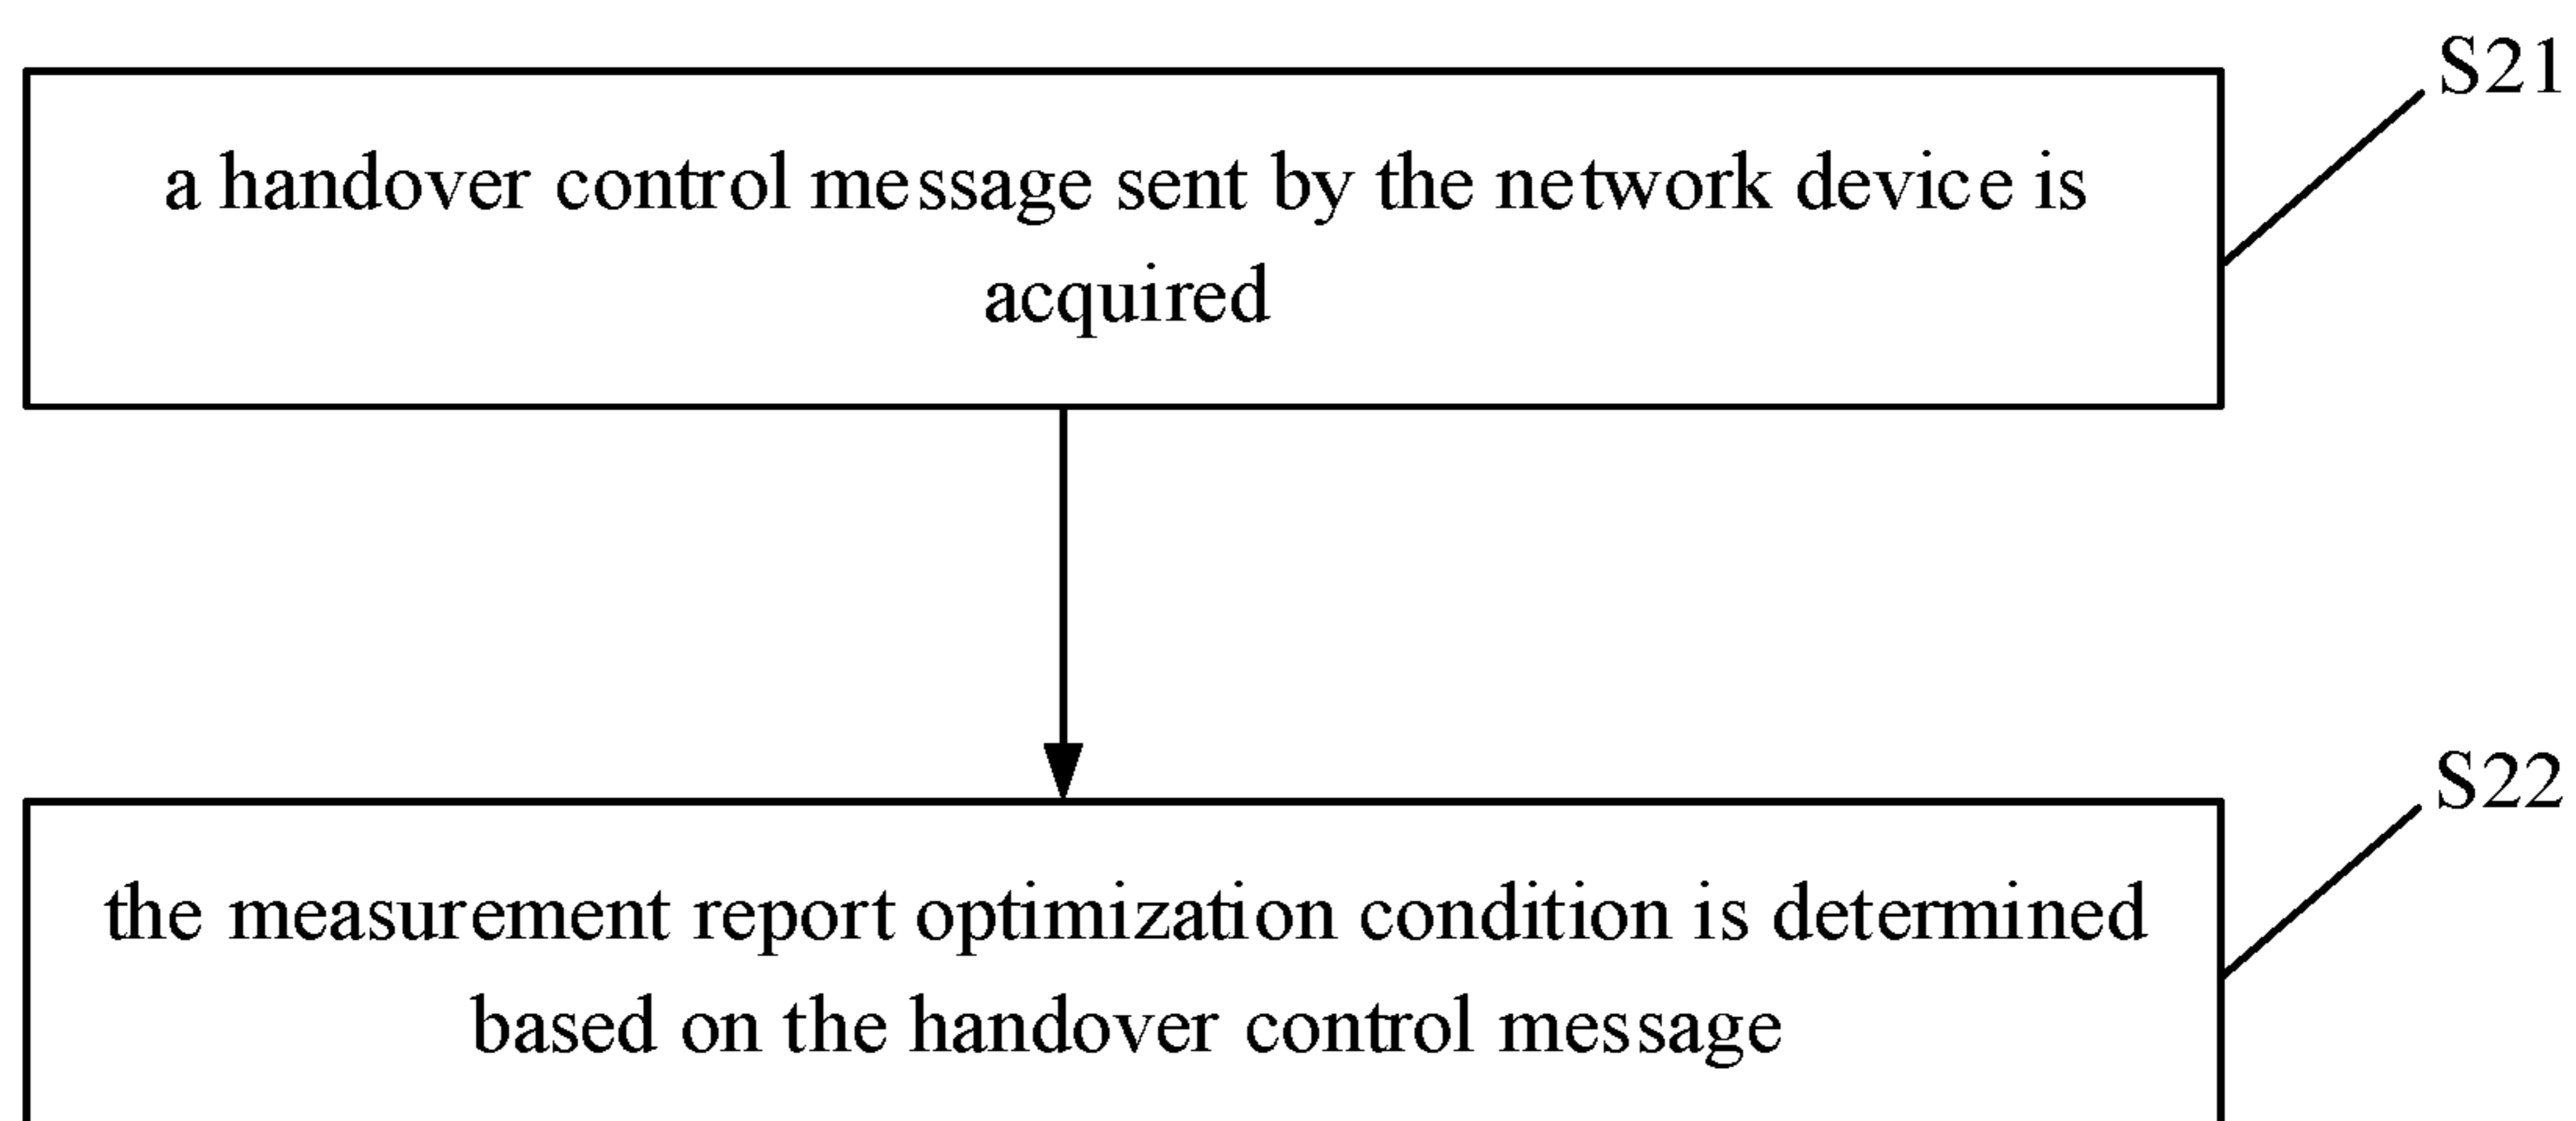 S21
a handover control message sent by the network device is
acquired
S22
the measurement report optimization condition is determined
based on the handover control message